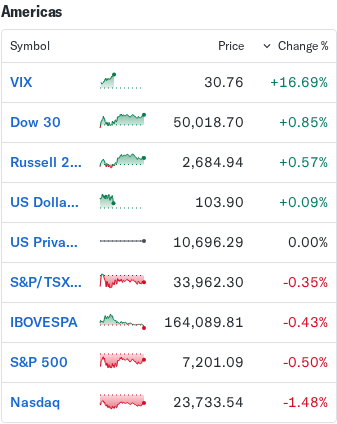 Americas
Symbol Price Change %
VIX 30.76 +16.69%
Dow 30 50,018.70 +0.85%
Russell 2... 2,684.94 +0.57%
US Dolla... 103.90 +0.09%
US Priva... 10,696.29 0.00%
S&P/TSX... 33,962.30 -0.35%
IBOVESPA 164,089.81 -0.43%
S&P 500 7,201.09 -0.50%
Nasdaq 23,733.54 -1.48%